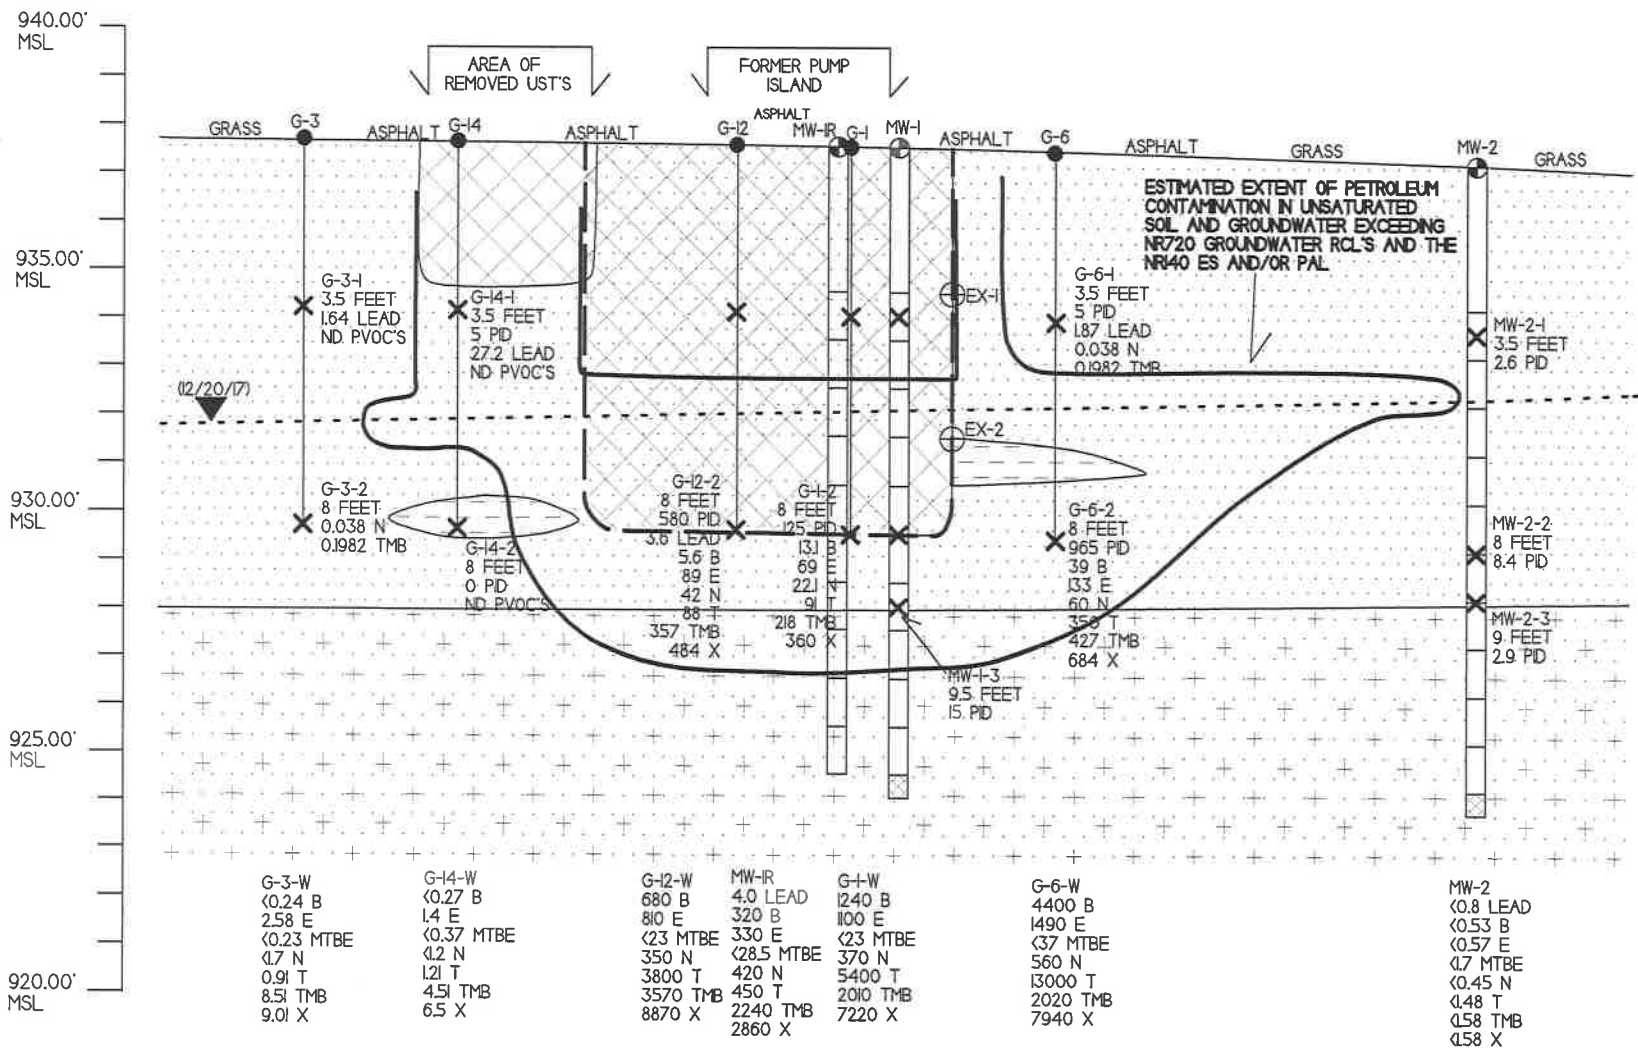 940.00'
MSL
AREA OF
REMOVED UST'S
FORMER PUMP
ISLAND
GRASS
G-3
ASPHALT
G-14
ASPHALT
G-12
ASPHALT
MW-1R
G-1
MW-1
ASPHALT
G-6
ASPHALT
GRASS
MW-2
GRASS
ESTIMATED EXTENT OF PETROLEUM
CONTAMINATION IN UNSATURATED
SOIL AND GROUNDWATER EXCEEDING
NR720 GROUNDWATER RCL'S AND THE
NR140 ES AND/OR PAL
935.00'
MSL
G-3-1
3.5 FEET
1.64 LEAD
ND PVOC'S
G-14-1
3.5 FEET
5 PID
27.2 LEAD
ND PVOC'S
EX-1
G-6-1
3.5 FEET
5 PID
1.87 LEAD
0.038 N
0.1982 TMB
MW-2-1
3.5 FEET
2.6 PID
(12/20/17)
EX-2
930.00'
MSL
G-3-2
8 FEET
0.038 N
0.1982 TMB
G-14-2
8 FEET
0 PID
ND PVOC'S
G-12-2
8 FEET
580 PID
3.6 LEAD
5.6 B
89 E
42 N
88 T
357 TMB
484 X
G-1-2
8 FEET
125 PID
13.1 B
69 E
22.1 N
91 T
218 TMB
360 X
G-6-2
8 FEET
965 PID
39 B
133 E
60 N
350 T
427 TMB
684 X
MW-2-2
8 FEET
8.4 PID
MW-2-3
9 FEET
2.9 PID
MW-1-3
9.5 FEET
15 PID
925.00'
MSL
920.00'
MSL
G-3-W
<0.24 B
2.58 E
<0.23 MTBE
<1.7 N
0.91 T
8.51 TMB
9.01 X
G-14-W
<0.27 B
1.4 E
<0.37 MTBE
<1.2 N
1.21 T
4.51 TMB
6.5 X
G-12-W
680 B
810 E
<23 MTBE
350 N
3800 T
3570 TMB
8870 X
MW-1R
4.0 LEAD
320 B
330 E
<28.5 MTBE
420 N
450 T
2240 TMB
2860 X
G-1-W
1240 B
1100 E
<23 MTBE
370 N
5400 T
2010 TMB
7220 X
G-6-W
4400 B
1490 E
<37 MTBE
560 N
13000 T
2020 TMB
7940 X
MW-2
<0.8 LEAD
<0.53 B
<0.57 E
<1.7 MTBE
<0.45 N
<1.48 T
<1.58 TMB
<1.58 X